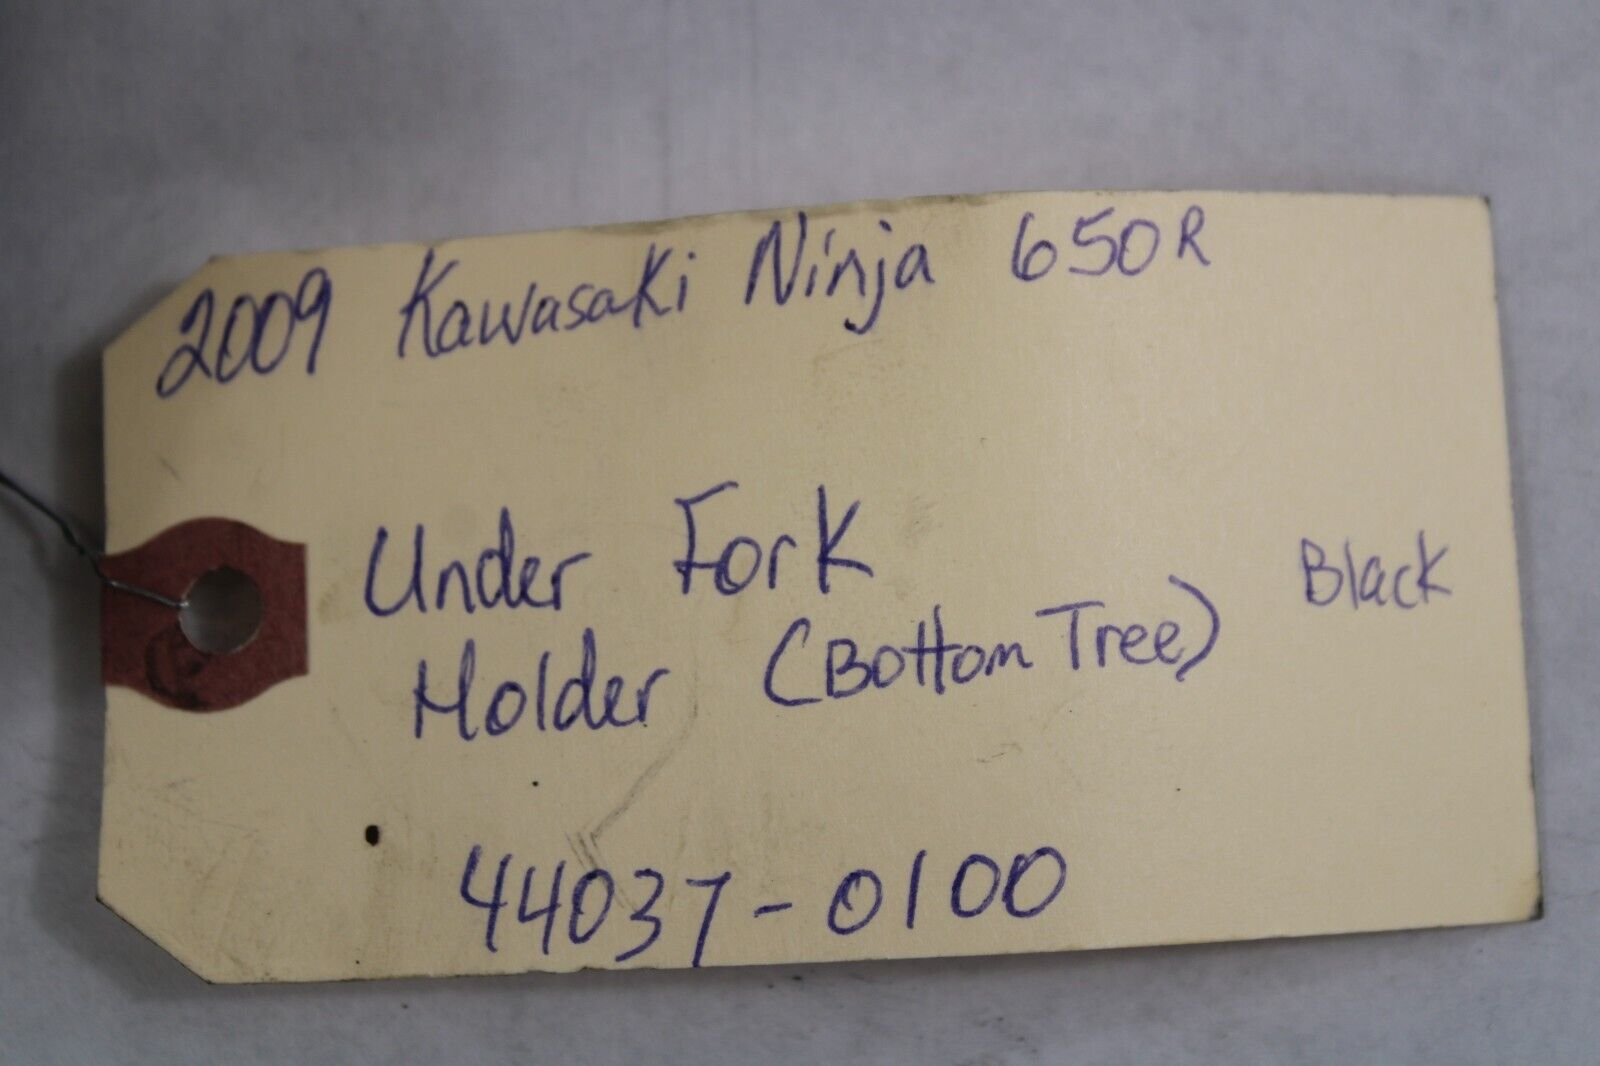 2009 Kawasaki Ninja 650R
Under Fork
Holder (Bottom Tree) Black
44037-0100